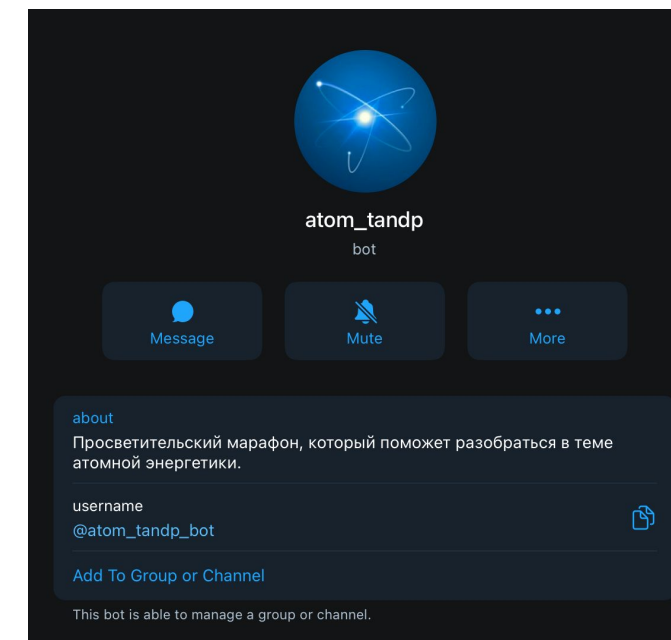 atom_tandp
bot
Message
Mute
More
about
Просветительский марафон, который поможет разобраться в теме
атомной энергетики.
username
@atom_tandp_bot
Add To Group or Channel
This bot is able to manage a group or channel.